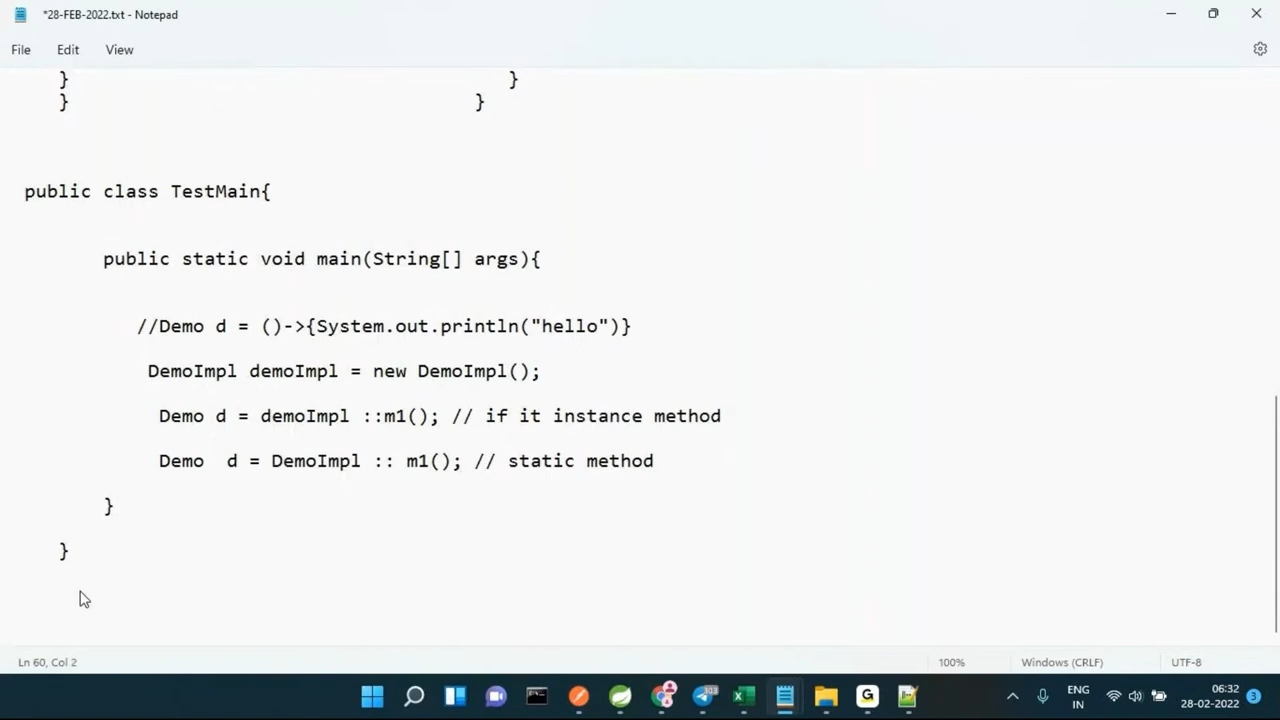 *28-FEB-2022.txt - Notepad
File Edit View
} }
} }
public class TestMain{
public static void main(String[] args){
//Demo d = ()->{System.out.println("hello")}
DemoImpl demoImpl = new DemoImpl();
Demo d = demoImpl ::m1(); // if it instance method
Demo  d = DemoImpl :: m1(); // static method
}
}
Ln 60, Col 2 100% Windows (CRLF) UTF-8
ENG 06:32
IN 28-02-2022 3